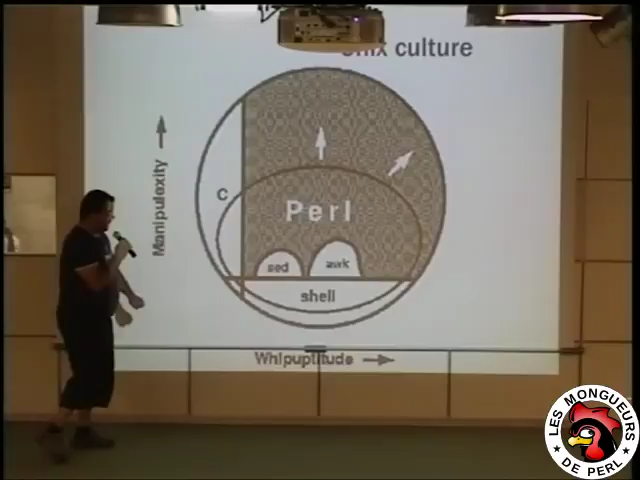 culture
Manipulexity
C
Perl
sed
awk
shell
Whipuptitude
LES MONGUEURS
DE PERL